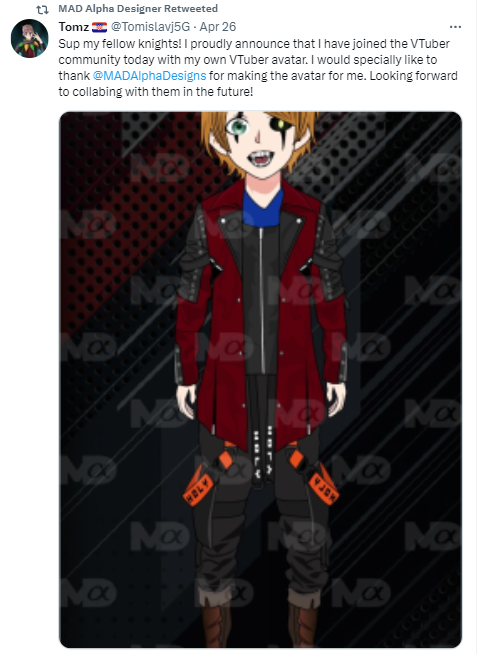 MAD Alpha Designer Retweeted
Tomz 🇭🇷 @Tomislavj5G · Apr 26
Sup my fellow knights! I proudly announce that I have joined the VTuber
community today with my own VTuber avatar. I would specially like to
thank @MADAlphaDesigns for making the avatar for me. Looking forward
to collabing with them in the future!